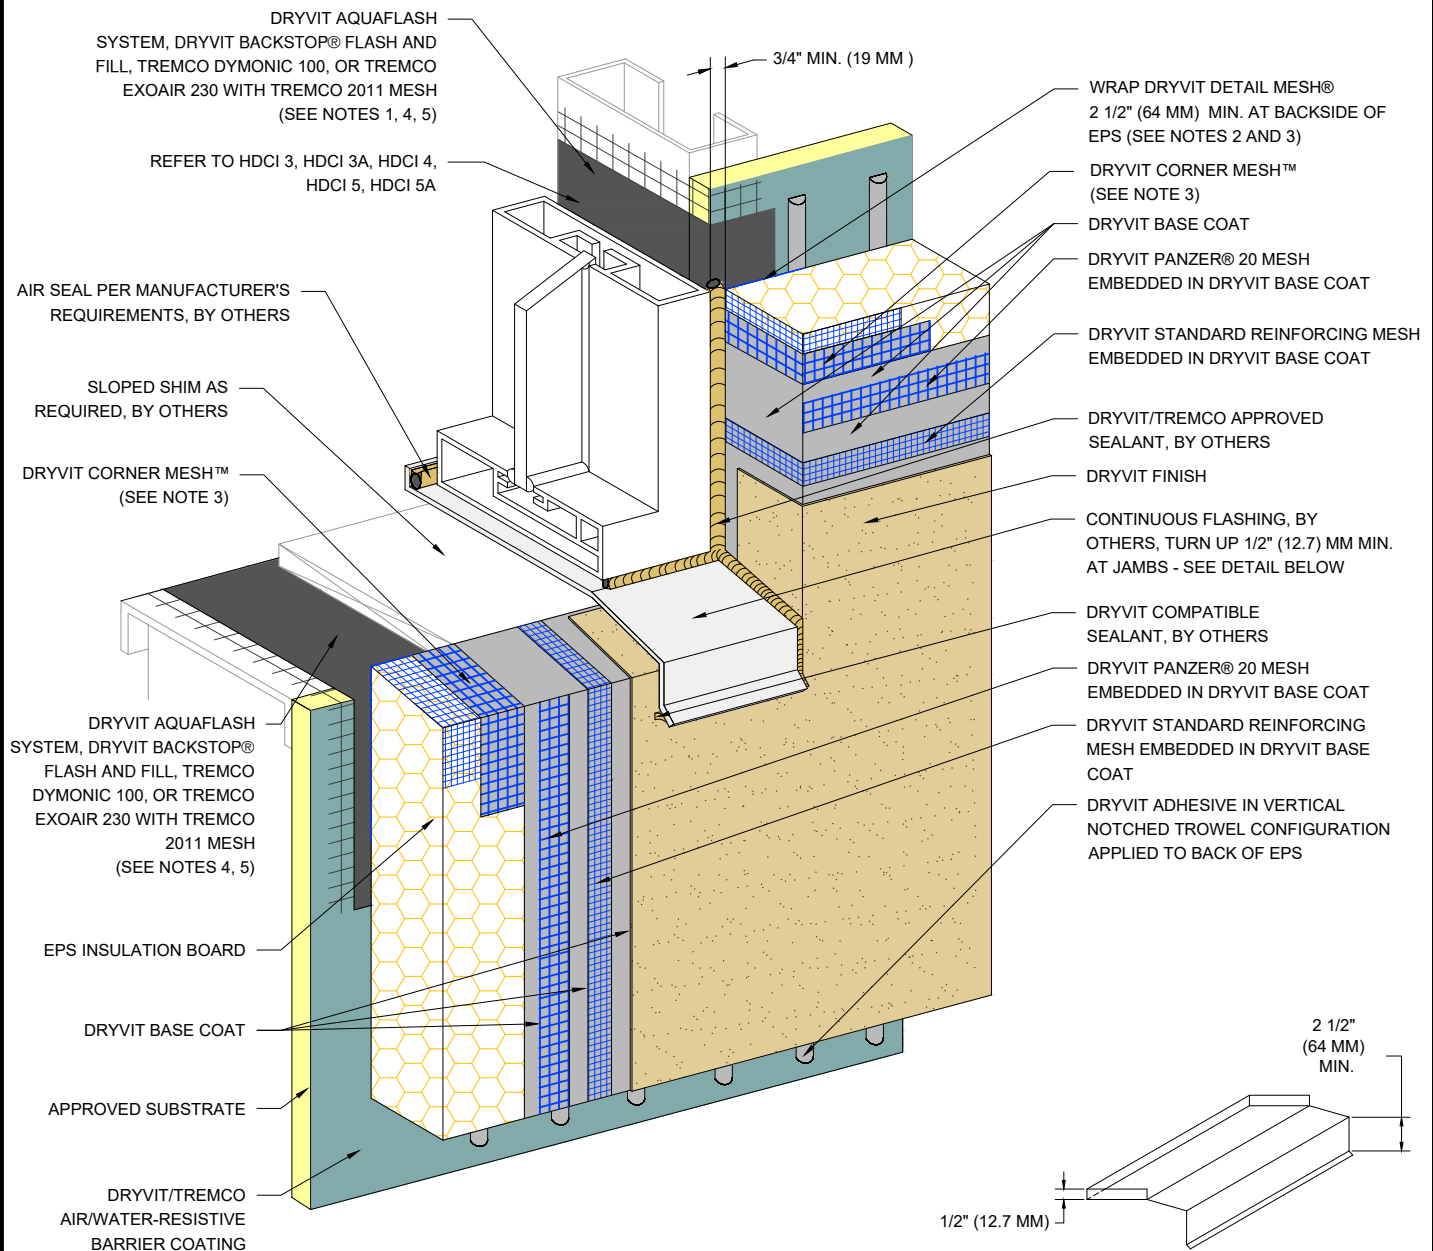 DRYVIT AQUAFLASH
SYSTEM, DRYVIT BACKSTOP® FLASH AND
FILL, TREMCO DYMONIC 100, OR TREMCO
EXOAIR 230 WITH TREMCO 2011 MESH
(SEE NOTES 1, 4, 5)
REFER TO HDCI 3, HDCI 3A, HDCI 4,
HDCI 5, HDCI 5A
AIR SEAL PER MANUFACTURER'S
REQUIREMENTS, BY OTHERS
SLOPED SHIM AS
REQUIRED, BY OTHERS
DRYVIT CORNER MESH™
(SEE NOTE 3)
DRYVIT AQUAFLASH
SYSTEM, DRYVIT BACKSTOP®
FLASH AND FILL, TREMCO
DYMONIC 100, OR TREMCO
EXOAIR 230 WITH TREMCO
2011 MESH
(SEE NOTES 4, 5)
EPS INSULATION BOARD
DRYVIT BASE COAT
APPROVED SUBSTRATE
DRYVIT/TREMCO
AIR/WATER-RESISTIVE
BARRIER COATING
3/4" MIN. (19 MM )
WRAP DRYVIT DETAIL MESH®
2 1/2" (64 MM) MIN. AT BACKSIDE OF
EPS (SEE NOTES 2 AND 3)
DRYVIT CORNER MESH™
(SEE NOTE 3)
DRYVIT BASE COAT
DRYVIT PANZER® 20 MESH
EMBEDDED IN DRYVIT BASE COAT
DRYVIT STANDARD REINFORCING MESH
EMBEDDED IN DRYVIT BASE COAT
DRYVIT/TREMCO APPROVED
SEALANT, BY OTHERS
DRYVIT FINISH
CONTINUOUS FLASHING, BY
OTHERS, TURN UP 1/2" (12.7) MM MIN.
AT JAMBS - SEE DETAIL BELOW
DRYVIT COMPATIBLE
SEALANT, BY OTHERS
DRYVIT PANZER® 20 MESH
EMBEDDED IN DRYVIT BASE COAT
DRYVIT STANDARD REINFORCING
MESH EMBEDDED IN DRYVIT BASE
COAT
DRYVIT ADHESIVE IN VERTICAL
NOTCHED TROWEL CONFIGURATION
APPLIED TO BACK OF EPS
2 1/2"
(64 MM)
MIN.
1/2" (12.7 MM)